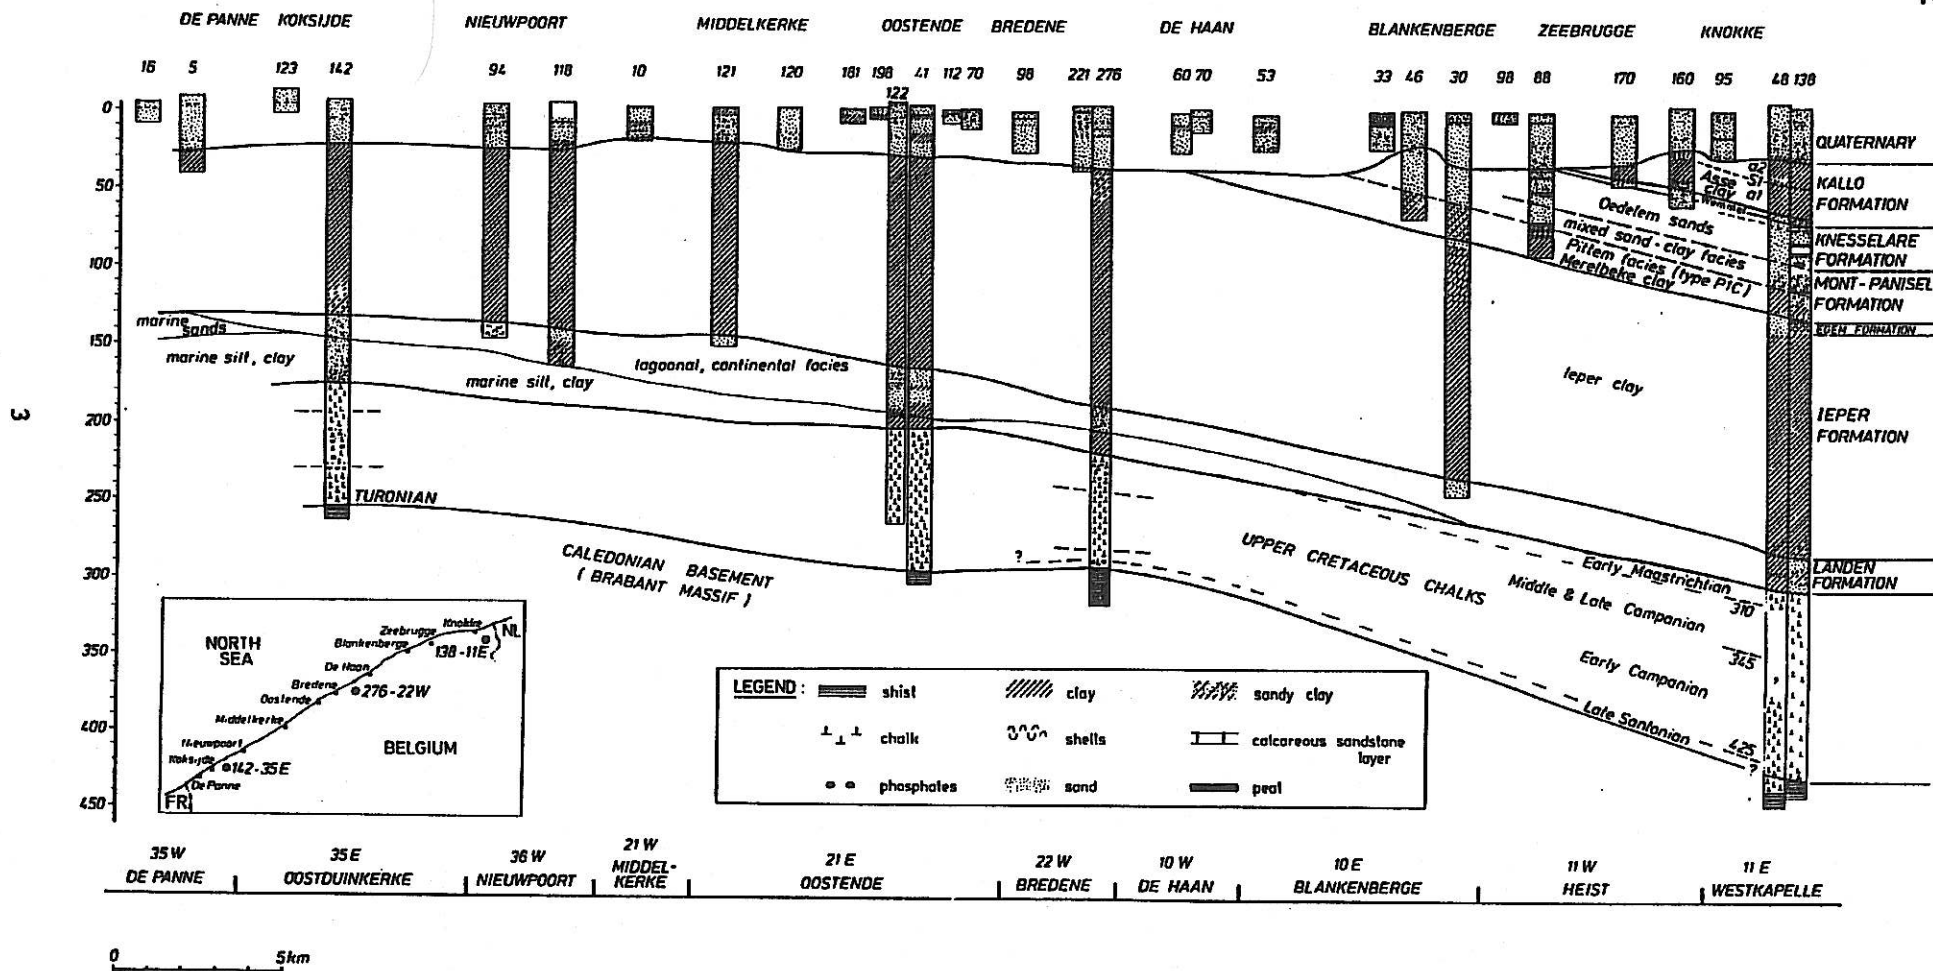 DE PANNE KOKSIJDE NIEUWPOORT MIDDELKERKE OOSTENDE BREDENE DE HAAN BLANKENBERGE ZEEBRUGGE KNOKKE
16 5 123 142 94 118 10 121 120 181 198 41 112 70 98 221 276 60 70 53 33 46 30 98 88 170 160 95 48 138
122
0
50
100
150
200
250
300
350
400
450
QUATERNARY
KALLO
FORMATION
KNESSELARE
FORMATION
MONT-PANISEL
FORMATION
EGEM FORMATION
IEPER
FORMATION
LANDEN
FORMATION
a2
S1
Asse
clay a1
Wemmel
Oedelem sands
mixed sand-clay facies
Pittem facies (type P1C)
Merelbeke clay
marine
sands
marine silt, clay
marine silt, clay
lagoonal, continental facies
Ieper clay
TURONIAN
CALEDONIAN BASEMENT
( BRABANT MASSIF )
?
UPPER CRETACEOUS CHALKS
Early Magstrichtian
310
Middle & Late Campanian
345
Early Campanian
Late Santonian
425
?
3
NORTH
SEA
Knokke
NL
Zeebrugge
Blankenberge
138-11E
De Haan
Bredene
276-22W
Oostende
Middelkerke
BELGIUM
Nieuwpoort
Koksijde
142-35E
De Panne
FR
LEGEND :
shist
clay
sandy clay
chalk
shells
calcareous sandstone
layer
phosphates
sand
peat
35 W 35 E 36 W 21 W 21 E 22 W 10 W 10 E 11 W 11 E
DE PANNE OOSTDUINKERKE NIEUWPOORT MIDDEL-
KERKE OOSTENDE BREDENE DE HAAN BLANKENBERGE HEIST WESTKAPELLE
0 5km